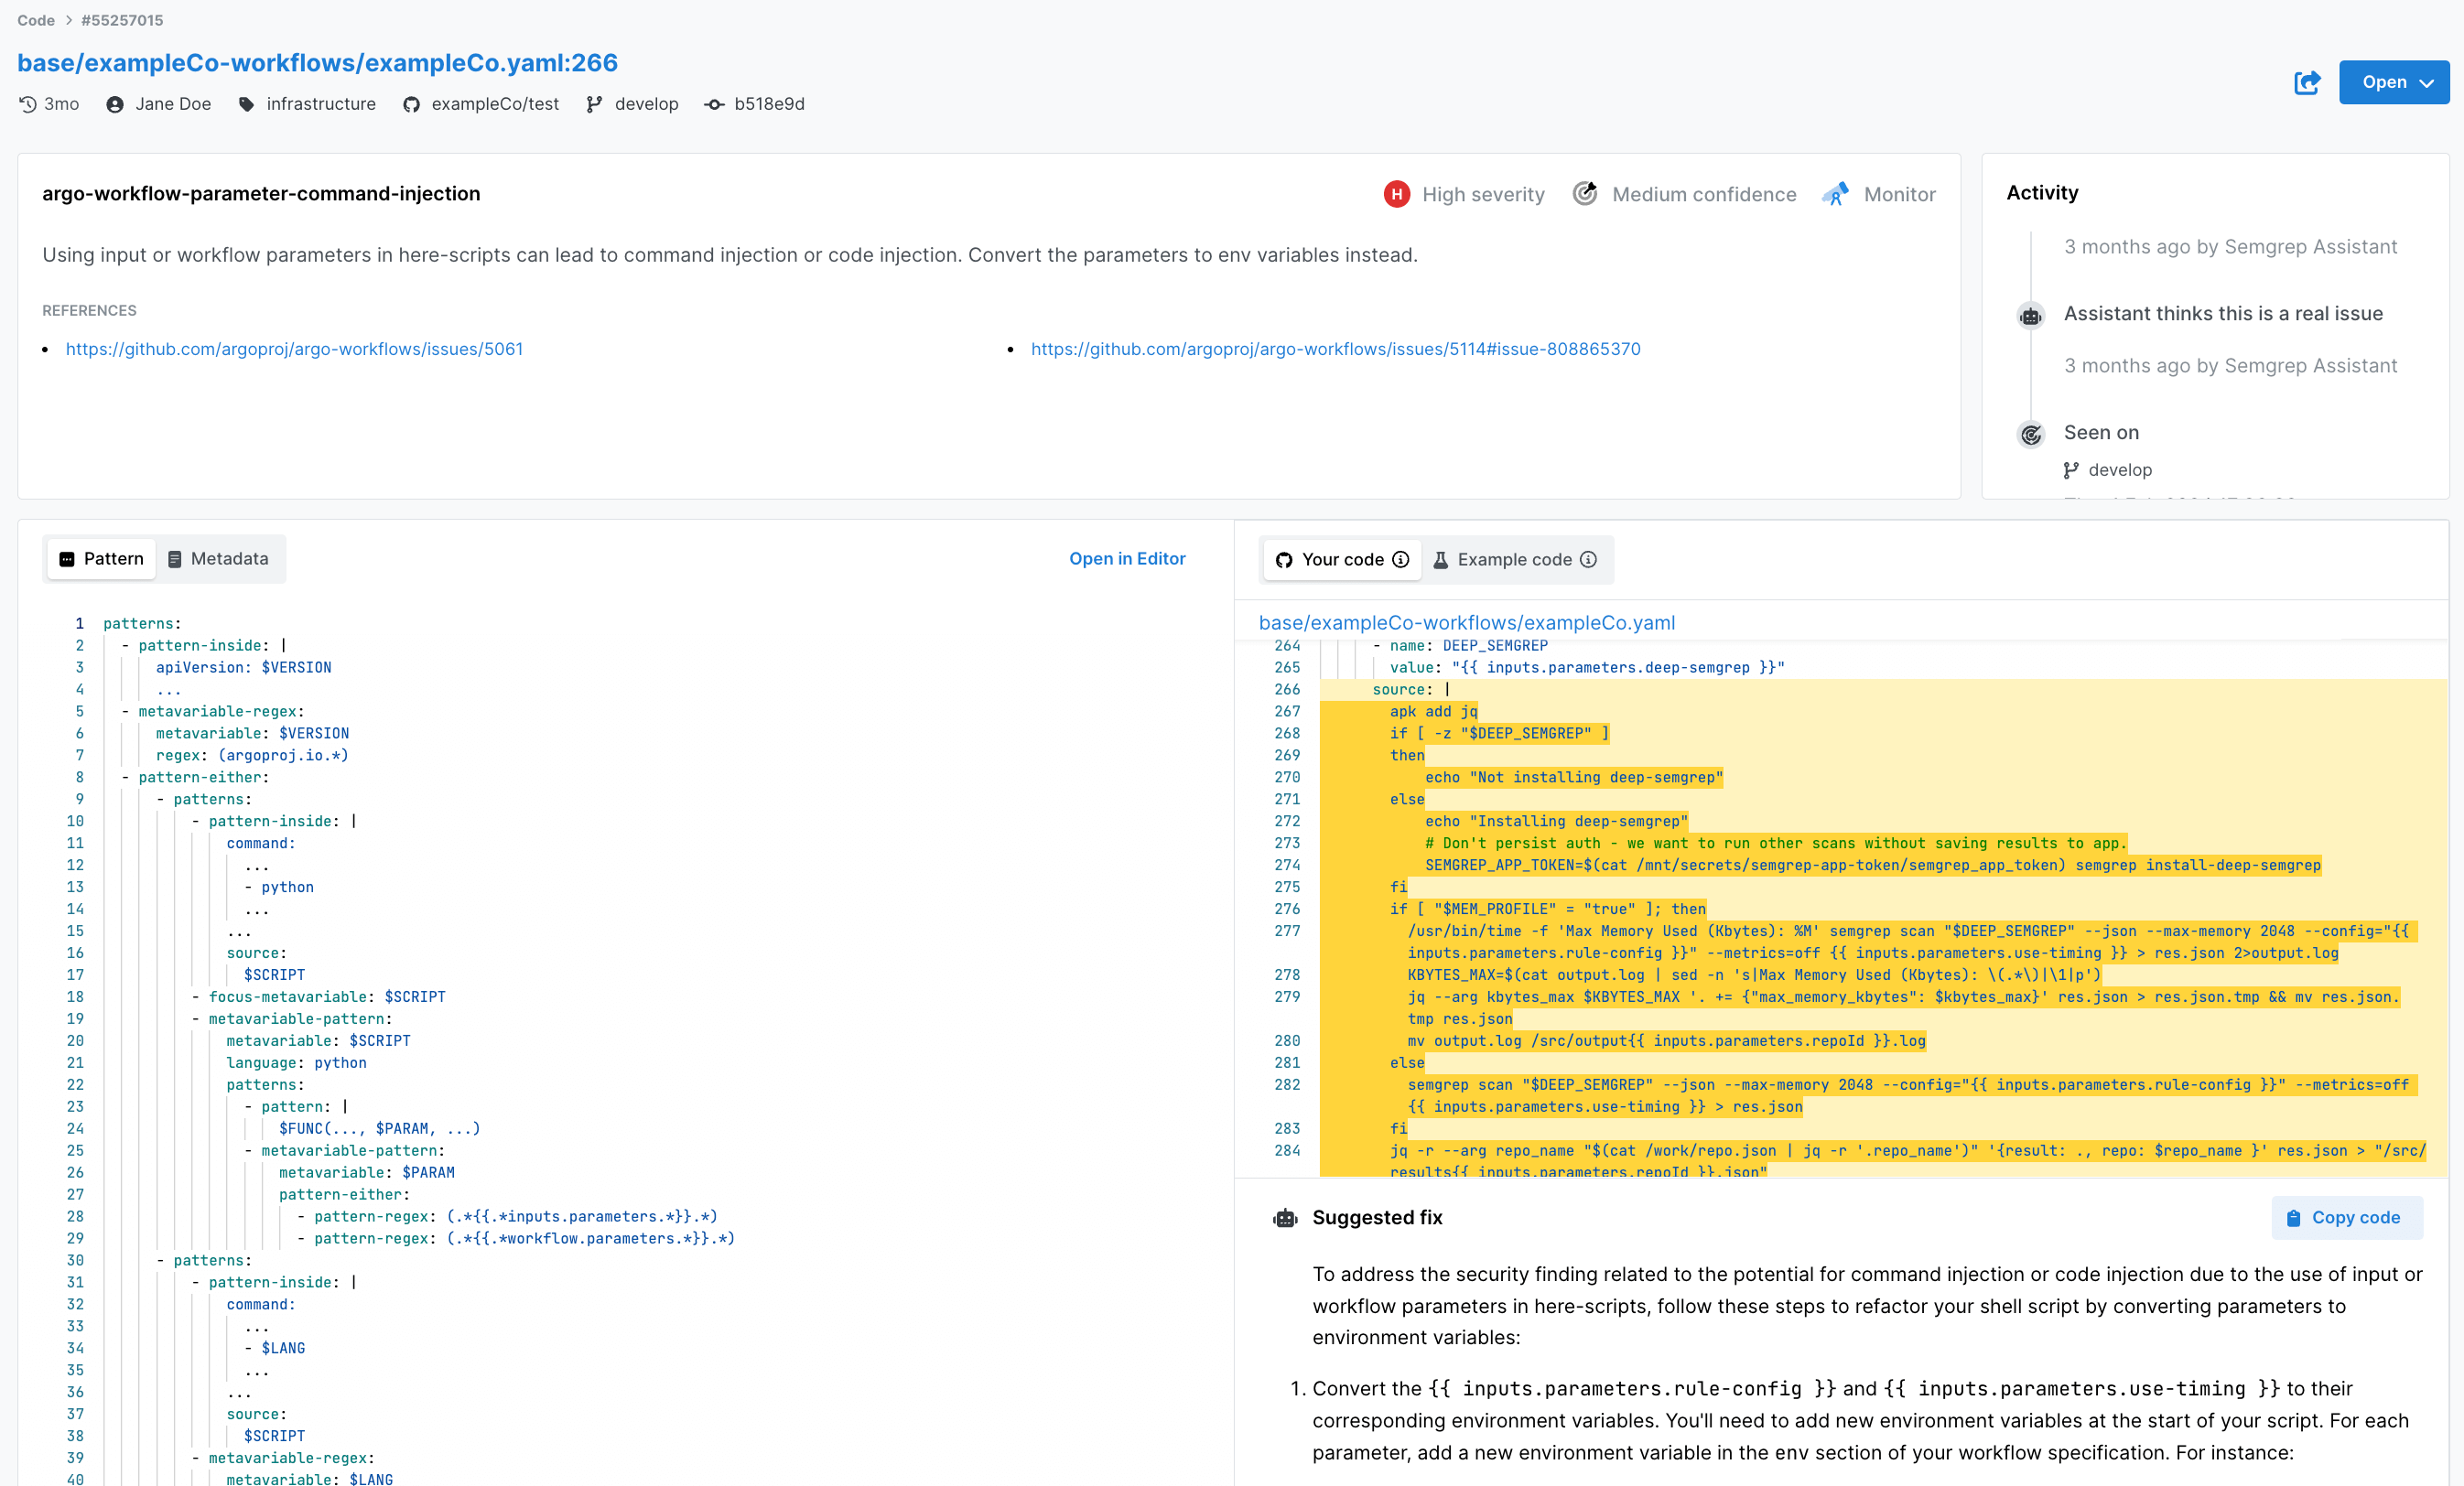 Code > #55257015
base/exampleCo-workflows/exampleCo.yaml:266
3mo Jane Doe infrastructure exampleCo/test develop b518e9d
Open
argo-workflow-parameter-command-injection
H High severity Medium confidence Monitor
Using input or workflow parameters in here-scripts can lead to command injection or code injection. Convert the parameters to env variables instead.
REFERENCES
• https://github.com/argoproj/argo-workflows/issues/5061
• https://github.com/argoproj/argo-workflows/issues/5114#issue-808865370
Activity
3 months ago by Semgrep Assistant
Assistant thinks this is a real issue
3 months ago by Semgrep Assistant
Seen on
develop
Pattern Metadata
Open in Editor
1 patterns:
2 - pattern-inside: |
3 apiVersion: $VERSION
4 ...
5 - metavariable-regex:
6 metavariable: $VERSION
7 regex: (argoproj.io.*)
8 - pattern-either:
9 - patterns:
10 - pattern-inside: |
11 command:
12 ...
13 - python
14 ...
15 ...
16 source:
17 $SCRIPT
18 - focus-metavariable: $SCRIPT
19 - metavariable-pattern:
20 metavariable: $SCRIPT
21 language: python
22 patterns:
23 - pattern: |
24 $FUNC(..., $PARAM, ...)
25 - metavariable-pattern:
26 metavariable: $PARAM
27 pattern-either:
28 - pattern-regex: (.*{{.*inputs.parameters.*}}.*)
29 - pattern-regex: (.*{{.*workflow.parameters.*}}.*)
30 - patterns:
31 - pattern-inside: |
32 command:
33 ...
34 - $LANG
35 ...
36 ...
37 source:
38 $SCRIPT
39 - metavariable-regex:
40 metavariable: $LANG
Your code Example code
base/exampleCo-workflows/exampleCo.yaml
264 - name: DEEP_SEMGREP
265 value: "{{ inputs.parameters.deep-semgrep }}"
266 source: |
267 apk add jq
268 if [ -z "$DEEP_SEMGREP" ]
269 then
270 echo "Not installing deep-semgrep"
271 else
272 echo "Installing deep-semgrep"
273 # Don't persist auth - we want to run other scans without saving results to app.
274 SEMGREP_APP_TOKEN=$(cat /mnt/secrets/semgrep-app-token/semgrep_app_token) semgrep install-deep-semgrep
275 fi
276 if [ "$MEM_PROFILE" = "true" ]; then
277 /usr/bin/time -f 'Max Memory Used (Kbytes): %M' semgrep scan "$DEEP_SEMGREP" --json --max-memory 2048 --config="{{
inputs.parameters.rule-config }}" --metrics=off {{ inputs.parameters.use-timing }} > res.json 2>output.log
278 KBYTES_MAX=$(cat output.log | sed -n 's|Max Memory Used (Kbytes): \(.*\)|\1|p')
279 jq --arg kbytes_max $KBYTES_MAX '. += {"max_memory_kbytes": $kbytes_max}' res.json > res.json.tmp && mv res.json.
tmp res.json
280 mv output.log /src/output{{ inputs.parameters.repoId }}.log
281 else
282 semgrep scan "$DEEP_SEMGREP" --json --max-memory 2048 --config="{{ inputs.parameters.rule-config }}" --metrics=off
{{ inputs.parameters.use-timing }} > res.json
283 fi
284 jq -r --arg repo_name "$(cat /work/repo.json | jq -r '.repo_name')" '{result: ., repo: $repo_name }' res.json > "/src/
results{{ inputs.parameters.repoId }}.json"
Suggested fix
Copy code
To address the security finding related to the potential for command injection or code injection due to the use of input or
workflow parameters in here-scripts, follow these steps to refactor your shell script by converting parameters to
environment variables:
1. Convert the {{ inputs.parameters.rule-config }} and {{ inputs.parameters.use-timing }} to their
corresponding environment variables. You'll need to add new environment variables at the start of your script. For each
parameter, add a new environment variable in the env section of your workflow specification. For instance: